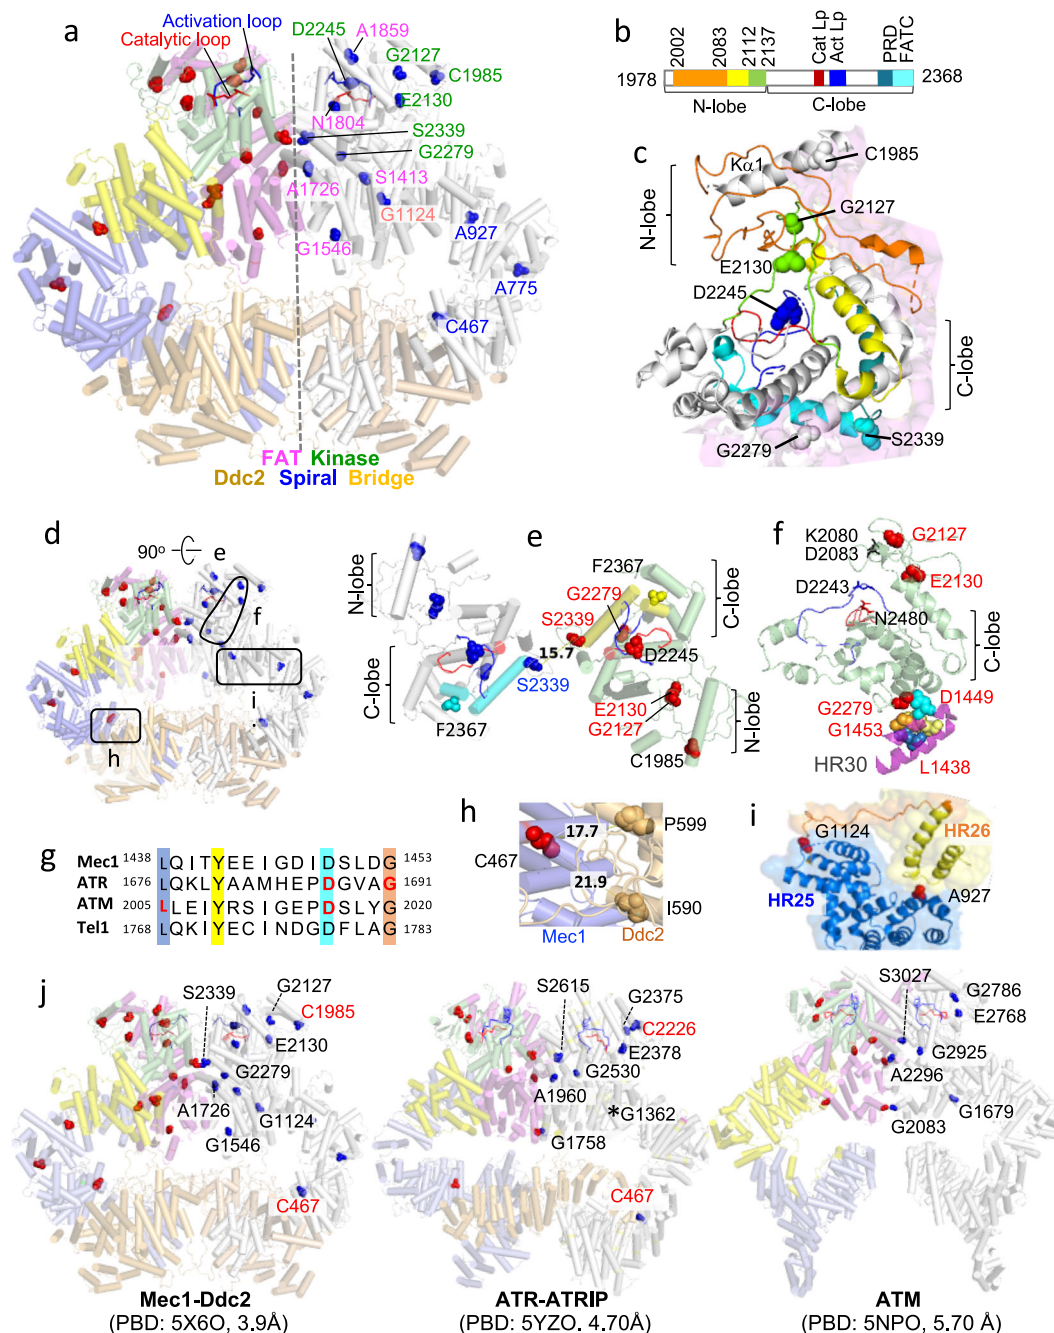 a
Activation loop
Catalytic loop
D2245
A1859
G2127
C1985
E2130
N1804
S2339
G2279
A1726
S1413
G1124
G1546
A927
A775
C467
FAT Kinase
Ddc2 Spiral Bridge
b
2002
2083
2112
2137
Cat Lp
Act Lp
PRD
FATC
1978
2368
N-lobe
C-lobe
c
N-lobe
Kα1
C1985
G2127
E2130
D2245
C-lobe
G2279
S2339
d
90º
e
f
i
h
e
N-lobe
C-lobe
F2367
S2339
15.7
F2367
G2279
S2339
D2245
C-lobe
E2130
G2127
N-lobe
C1985
f
K2080
D2083
G2127
E2130
D2243
N2480
C-lobe
G2279
D1449
G1453
HR30
L1438
g
Mec1 1438 LQITYEEIGDIDSLDG 1453
ATR 1676 LQKLYAAMHEPDGVAG 1691
ATM 2005 LLEIYRSIGEPDSLYG 2020
Tel1 1768 LQKIYECINDGDFLAG 1783
h
17.7
P599
C467
21.9
I590
Mec1
Ddc2
i
G1124
HR26
HR25
A927
j
S2339
G2127
C1985
E2130
G2279
A1726
G1124
G1546
C467
Mec1-Ddc2
(PBD: 5X6O, 3.9Å)
S2615
G2375
C2226
E2378
G2530
A1960
*G1362
G1758
C467
ATR-ATRIP
(PBD: 5YZO, 4.70Å)
S3027
G2786
E2768
G2925
A2296
G1679
G2083
ATM
(PBD: 5NPO, 5.70 Å)